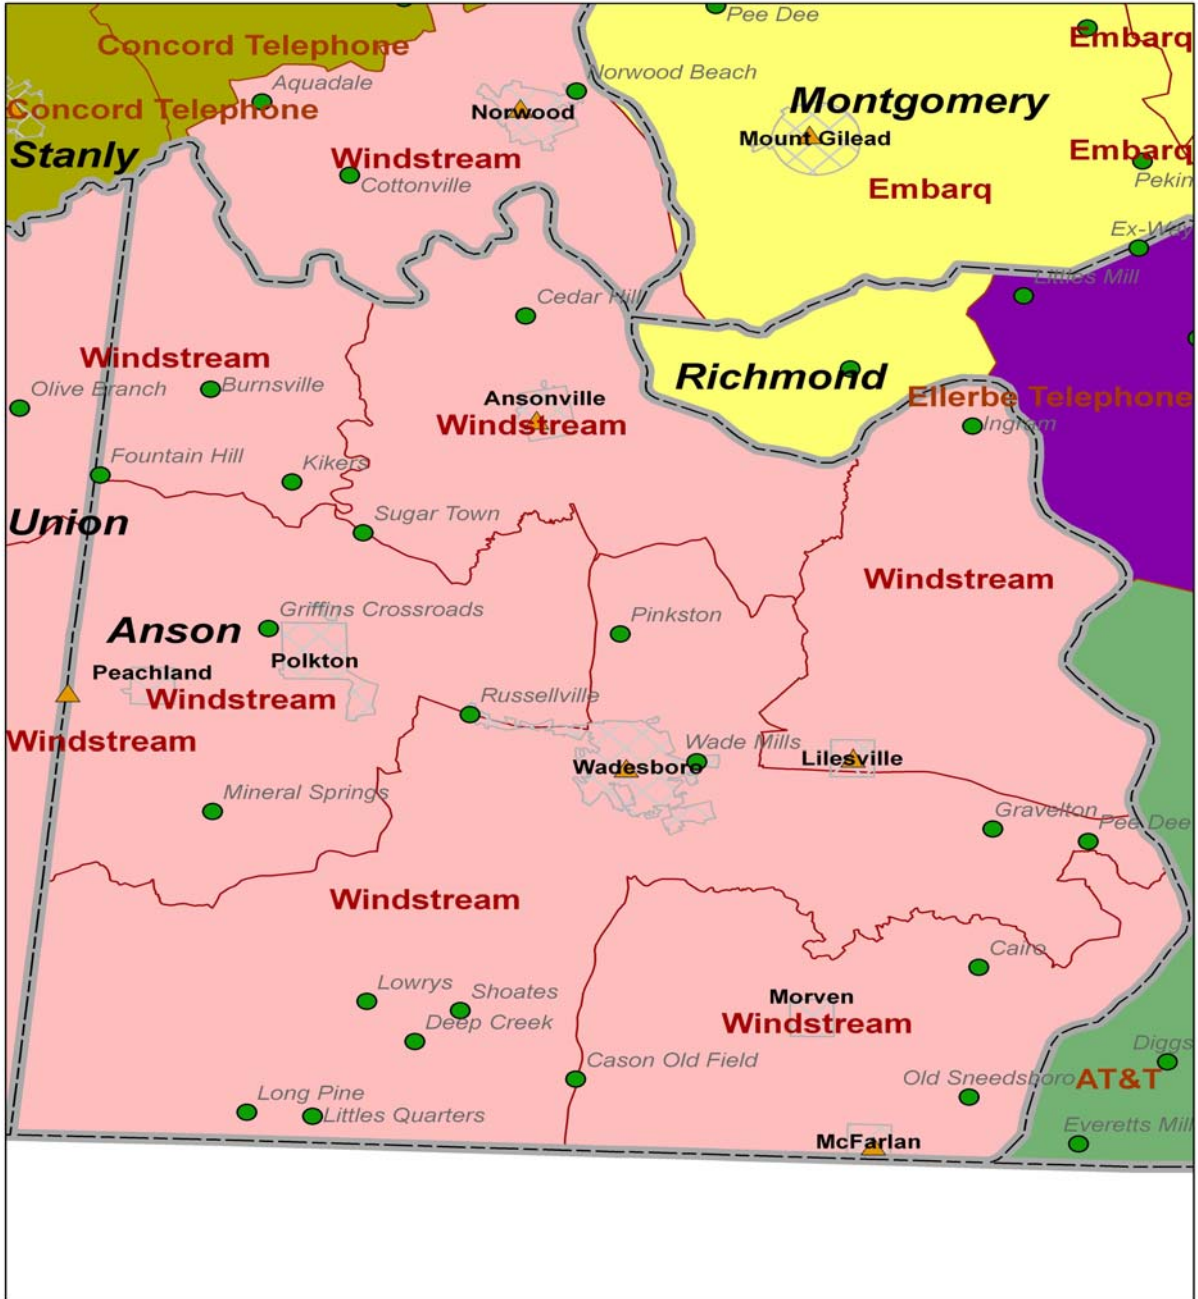 Pee Dee
Embarq
Concord Telephone
Aquadale
Norwood Beach
Montgomery
Concord Telephone
Norwood
Mount Gilead
Stanly
Windstream
Embarq
Cottonville
Embarq
Pekin
Ex-Way
Littles Mill
Cedar Hill
Windstream
Richmond
Olive Branch
Burnsville
Ansonville
Ellerbe Telephone
Windstream
Ingram
Fountain Hill
Kikers
Sugar Town
Union
Windstream
Griffins Crossroads
Pinkston
Anson
Polkton
Peachland
Windstream
Russellville
Windstream
Wade Mills
Wadesboro
Lilesville
Mineral Springs
Gravelton
Pee Dee
Windstream
Cairo
Lowrys
Shoates
Morven
Deep Creek
Windstream
Diggs
Cason Old Field
Old Sneedsboro
AT&T
Long Pine
Littles Quarters
Everetts Mill
McFarlan